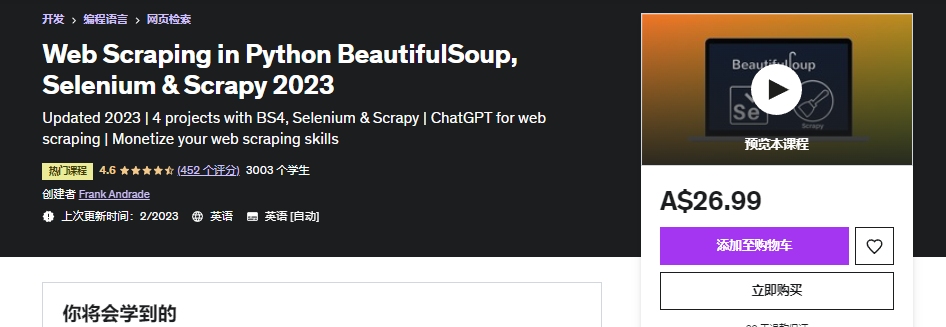 开发 > 编程语言 > 网页检索
Web Scraping in Python BeautifulSoup,
Selenium & Scrapy 2023
Updated 2023 | 4 projects with BS4, Selenium & Scrapy | ChatGPT for web
scraping | Monetize your web scraping skills
热门课程 4.6 (452 个评分) 3003 个学生
创建者 Frank Andrade
上次更新时间：2/2023 英语 英语 [自动]
你将会学到的
Beautiful oup
Se
Scrapy
预览本课程
A$26.99
添加至购物车
立即购买